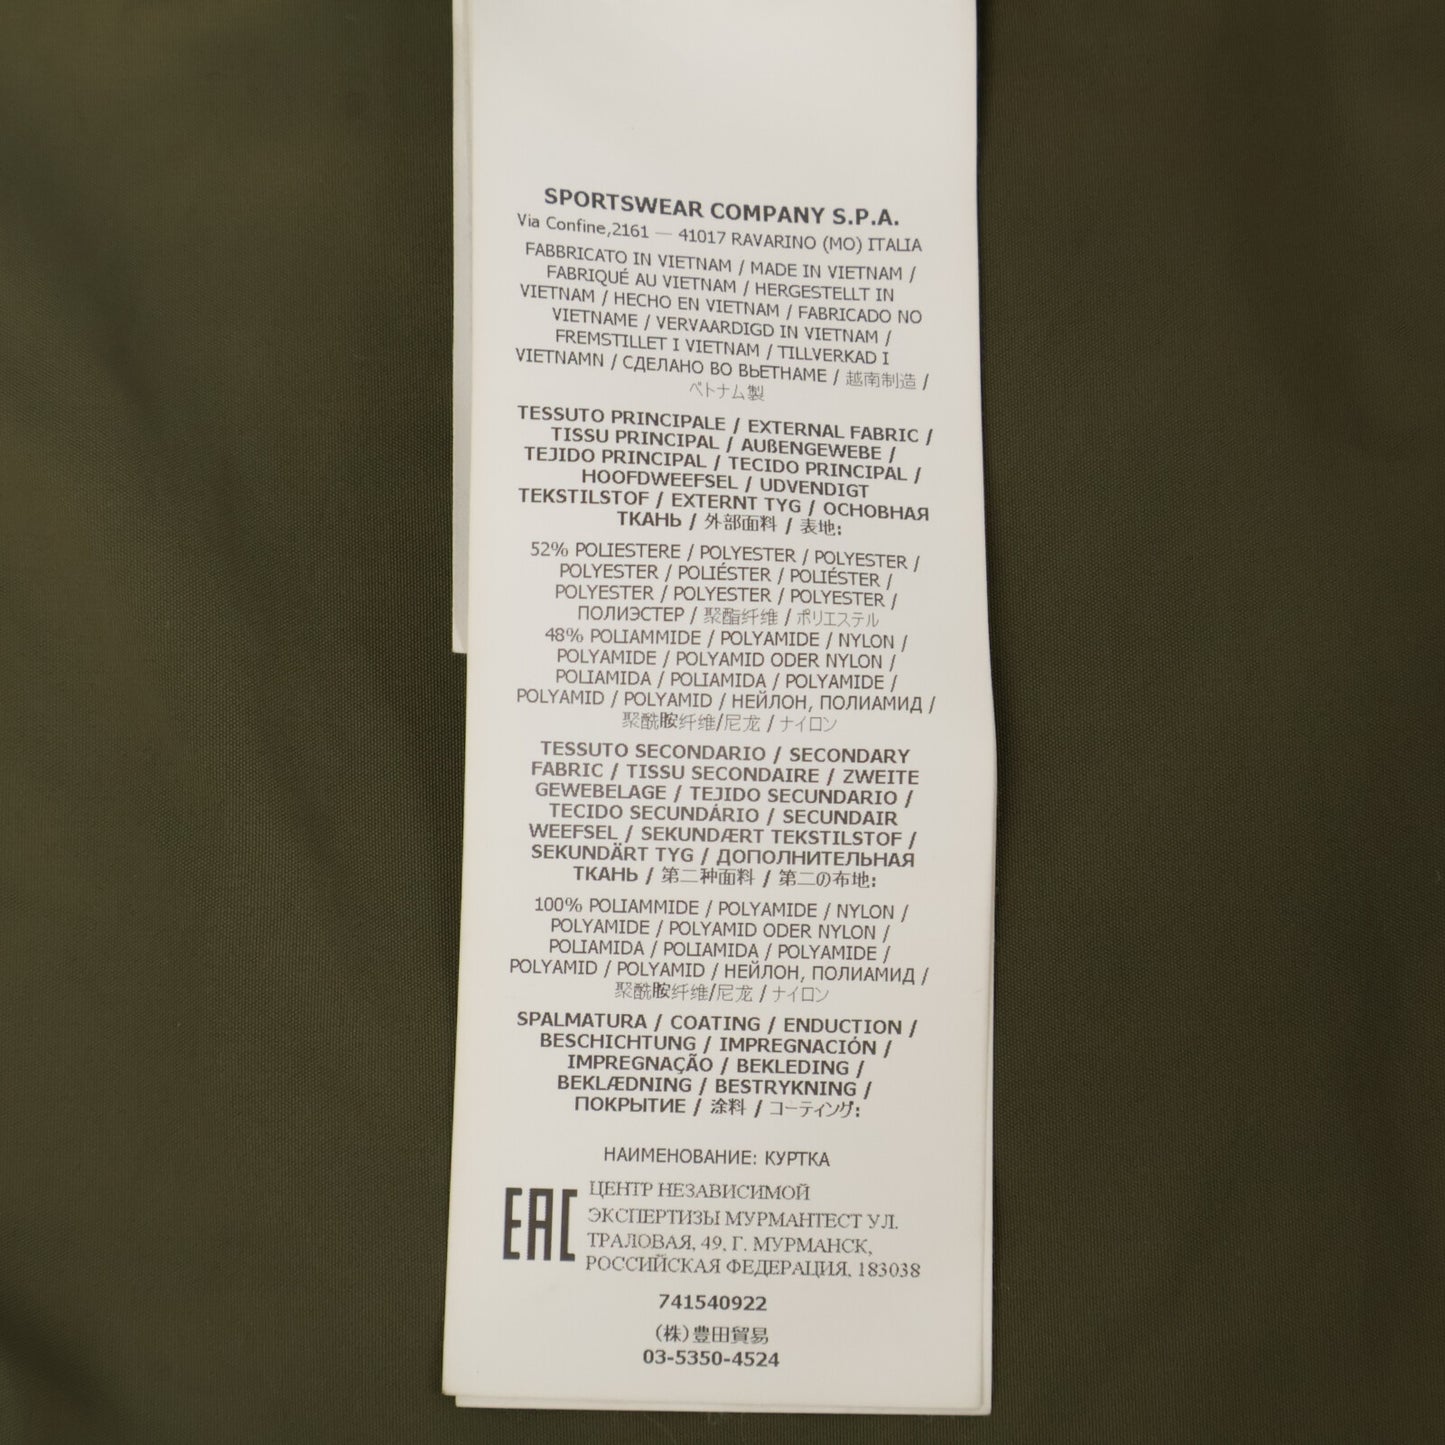 SPORTSWEAR COMPANY S.P.A.
Via Confine,2161 — 41017 RAVARINO (MO) ITALIA
FABBRICATO IN VIETNAM / MADE IN VIETNAM /
FABRIQUÉ AU VIETNAM / HERGESTELLT IN
VIETNAM / HECHO EN VIETNAM / FABRICADO NO
VIETNAME / VERVAARDIGD IN VIETNAM /
FREMSTILLET I VIETNAM / TILLVERKAD I
VIETNAMN / СДЕЛАНО ВО ВЬЕТНАМЕ / 越南制造 /
ベトナム製
TESSUTO PRINCIPALE / EXTERNAL FABRIC /
TISSU PRINCIPAL / AUßENGEWEBE /
TEJIDO PRINCIPAL / TECIDO PRINCIPAL /
HOOFDWEEFSEL / UDVENDIGT
TEKSTILSTOF / EXTERNT TYG / ОСНОВНАЯ
ТКАНЬ / 外部面料 / 表地:
52% POLIESTERE / POLYESTER / POLYESTER /
POLYESTER / POLIÉSTER / POLIÉSTER /
POLYESTER / POLYESTER / POLYESTER /
ПОЛИЭСТЕР / 聚酯纤维 / ポリエステル
48% POLIAMMIDE / POLYAMIDE / NYLON /
POLYAMIDE / POLYAMID ODER NYLON /
POLIAMIDA / POLIAMIDA / POLYAMIDE /
POLYAMID / POLYAMID / НЕЙЛОН, ПОЛИАМИД /
聚酰胺纤维/尼龙 / ナイロン
TESSUTO SECONDARIO / SECONDARY
FABRIC / TISSU SECONDAIRE / ZWEITE
GEWEBELAGE / TEJIDO SECUNDARIO /
TECIDO SECUNDÁRIO / SECUNDAIR
WEEFSEL / SEKUNDÆRT TEKSTILSTOF /
SEKUNDÄRT TYG / ДОПОЛНИТЕЛЬНАЯ
ТКАНЬ / 第二种面料 / 第二の布地:
100% POLIAMMIDE / POLYAMIDE / NYLON /
POLYAMIDE / POLYAMID ODER NYLON /
POLIAMIDA / POLIAMIDA / POLYAMIDE /
POLYAMID / POLYAMID / НЕЙЛОН, ПОЛИАМИД /
聚酰胺纤维/尼龙 / ナイロン
SPALMATURA / COATING / ENDUCTION /
BESCHICHTUNG / IMPREGNACIÓN /
IMPREGNAÇÃO / BEKLEDING /
BEKLÆDNING / BESTRYKNING /
ПОКРЫТИЕ / 涂料 / コーティング:
НАИМЕНОВАНИЕ: КУРТКА
EAC
ЦЕНТР НЕЗАВИСИМОЙ
ЭКСПЕРТИЗЫ МУРМАНТЕСТ УЛ.
ТРАЛОВАЯ, 49, Г. МУРМАНСК,
РОССИЙСКАЯ ФЕДЕРАЦИЯ, 183038
741540922
(株)豊田貿易
03-5350-4524